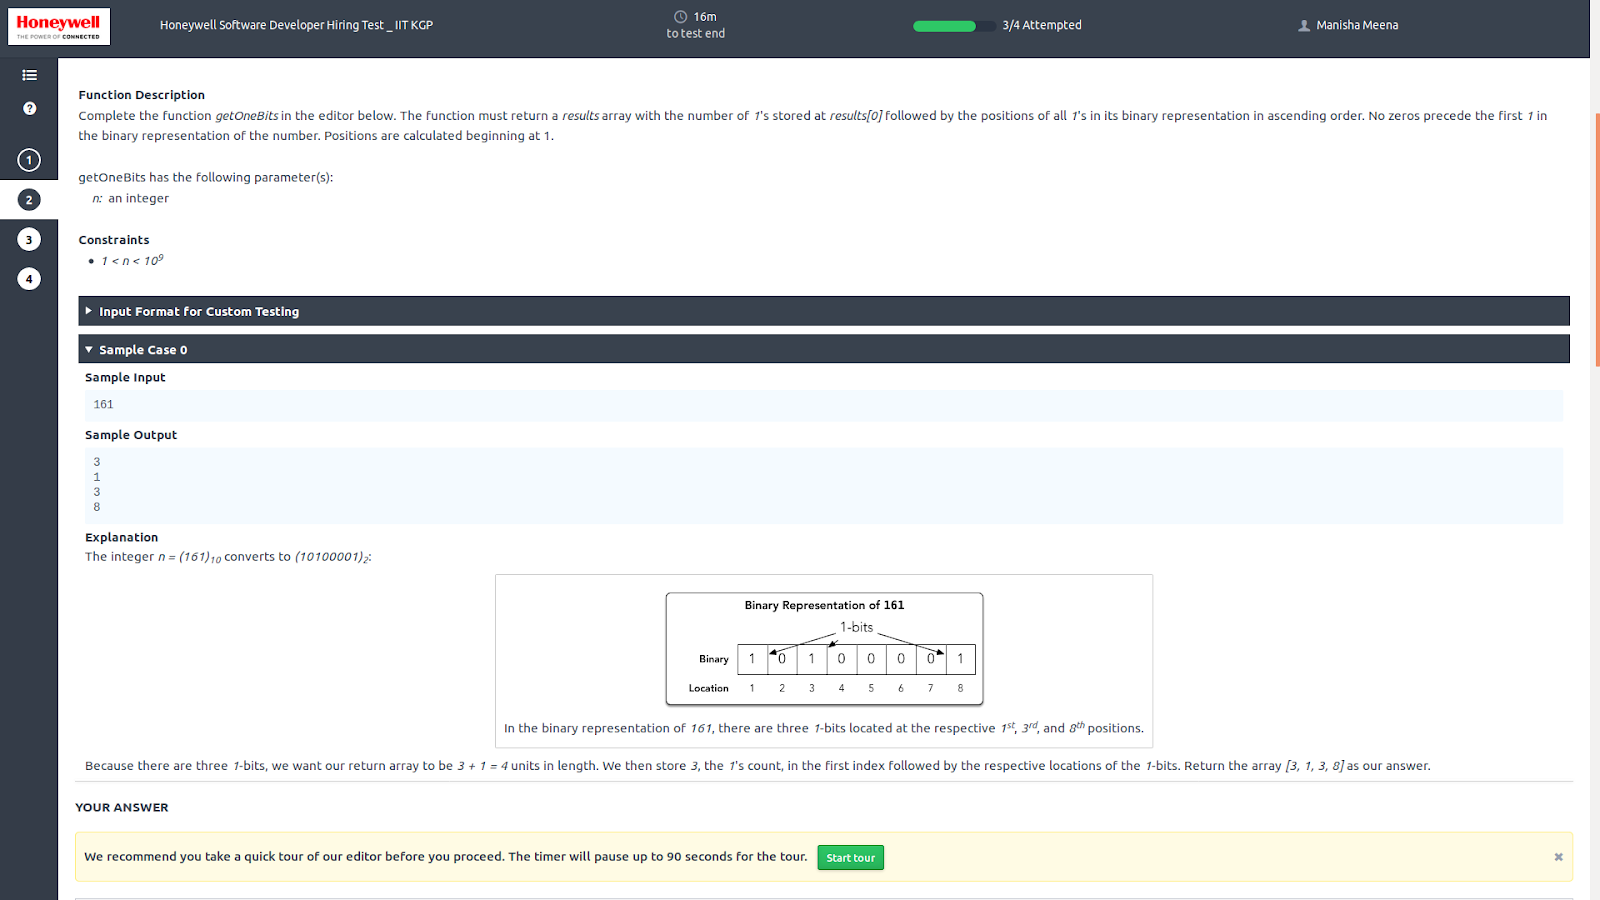 Honeywell
THE POWER OF CONNECTED
Honeywell Software Developer Hiring Test _ IIT KGP
16m
to test end
3/4 Attempted
Manisha Meena
?
1
2
3
4
Function Description
Complete the function getOneBits in the editor below. The function must return a results array with the number of 1's stored at results[0] followed by the positions of all 1's in its binary representation in ascending order. No zeros precede the first 1 in
the binary representation of the number. Positions are calculated beginning at 1.
getOneBits has the following parameter(s):
n: an integer
Constraints
• 1 < n < 10⁹
Input Format for Custom Testing
Sample Case 0
Sample Input
161
Sample Output
3
1
3
8
Explanation
The integer n = (161)₁₀ converts to (10100001)₂:
Binary Representation of 161
1-bits
Binary 1 0 1 0 0 0 0 1
Location 1 2 3 4 5 6 7 8
In the binary representation of 161, there are three 1-bits located at the respective 1st, 3rd, and 8th positions.
Because there are three 1-bits, we want our return array to be 3 + 1 = 4 units in length. We then store 3, the 1's count, in the first index followed by the respective locations of the 1-bits. Return the array [3, 1, 3, 8] as our answer.
YOUR ANSWER
We recommend you take a quick tour of our editor before you proceed. The timer will pause up to 90 seconds for the tour. Start tour